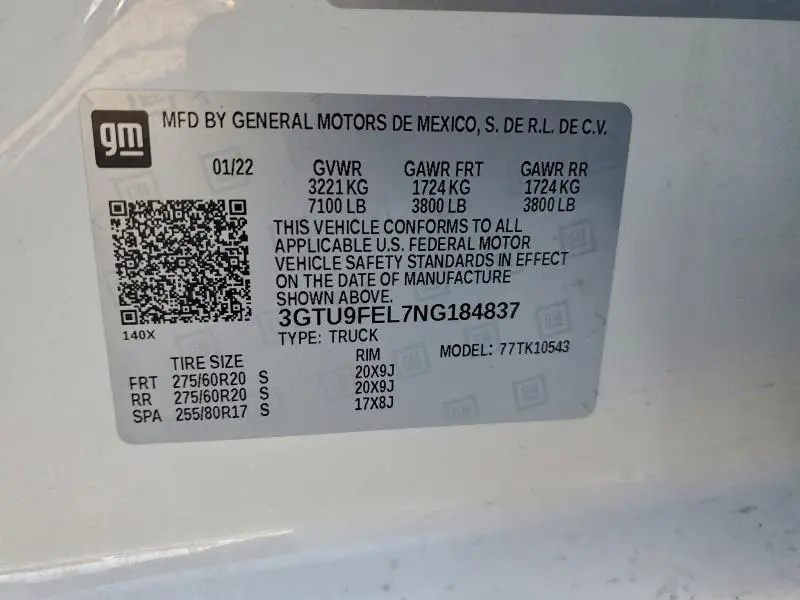 gm
MFD BY GENERAL MOTORS DE MEXICO, S. DE R.L. DE C.V.
01/22 GVWR GAWR FRT GAWR RR
3221 KG 1724 KG 1724 KG
7100 LB 3800 LB 3800 LB
THIS VEHICLE CONFORMS TO ALL
APPLICABLE U.S. FEDERAL MOTOR
VEHICLE SAFETY STANDARDS IN EFFECT
ON THE DATE OF MANUFACTURE
SHOWN ABOVE.
3GTU9FEL7NG184837
140X
TYPE: TRUCK
MODEL: 77TK10543
TIRE SIZE RIM
FRT 275/60R20 S 20X9J
RR 275/60R20 S 20X9J
SPA 255/80R17 S 17X8J